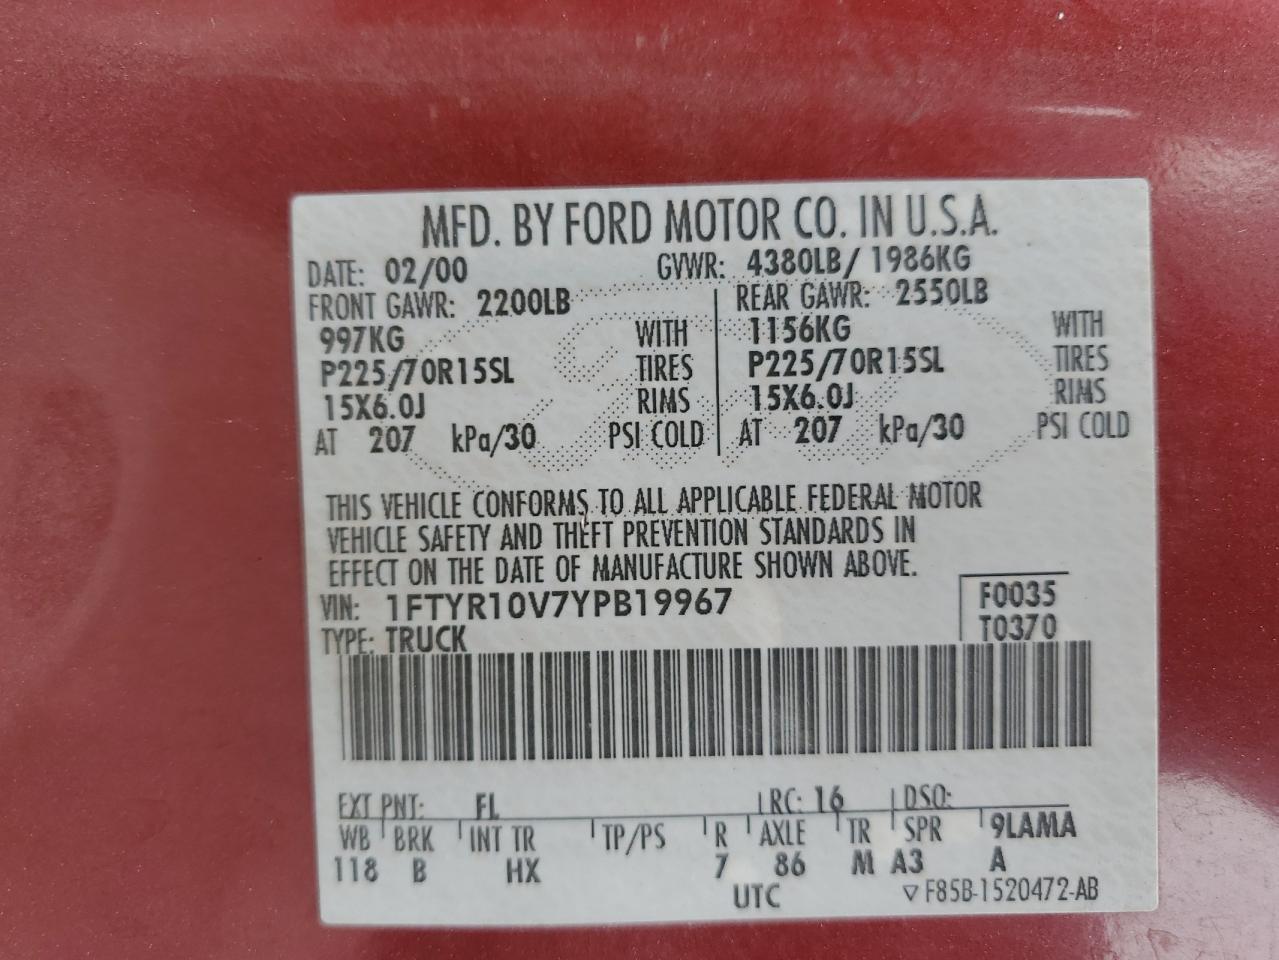 MFD. BY FORD MOTOR CO. IN U.S.A.
DATE: 02/00 GVWR: 4380LB/ 1986KG
FRONT GAWR: 2200LB REAR GAWR: 2550LB
997KG WITH 1156KG WITH
P225/70R15SL TIRES P225/70R15SL TIRES
15X6.0J RIMS 15X6.0J RIMS
AT 207 kPa/30 PSI COLD AT 207 kPa/30 PSI COLD
THIS VEHICLE CONFORMS TO ALL APPLICABLE FEDERAL MOTOR
VEHICLE SAFETY AND THEFT PREVENTION STANDARDS IN
EFFECT ON THE DATE OF MANUFACTURE SHOWN ABOVE.
VIN: 1FTYR10V7YPB19967 F0035
TYPE: TRUCK T0370
EXT PNT: FL RC: 16 DSO:
WB BRK INT TR TP/PS R AXLE TR SPR 9LAMA
118 B HX 7 86 M A3 A
UTC ▽F85B-1520472-AB